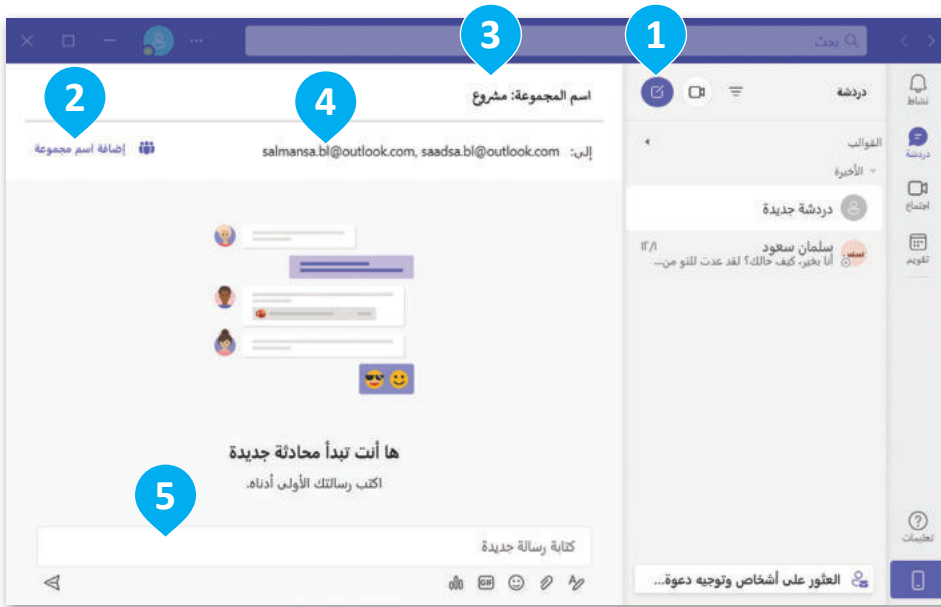 بحث
1
3
نشاط
دردشة
اجتماع
تقويم
تعليمات
دردشة
القوالب
الأخيرة
دردشة جديدة
سلمان سعود
١٢/٨
أنا بخير، كيف حالك؟ لقد عدت للتو من...
العثور على أشخاص وتوجيه دعوة...
اسم المجموعة: مشروع
4
2
إلى: salmansa.bl@outlook.com, saadsa.bl@outlook.com
إضافة اسم مجموعة
ها أنت تبدأ محادثة جديدة
اكتب رسالتك الأولى أدناه.
5
كتابة رسالة جديدة
GIF